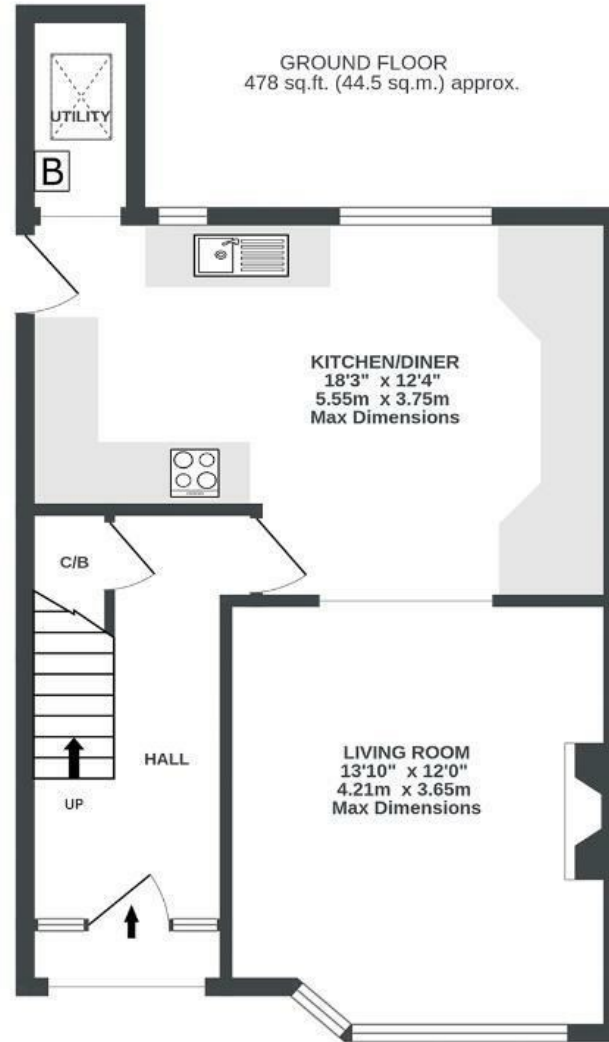 GROUND FLOOR
478 sq.ft. (44.5 sq.m.) approx.
UTILITY
B
KITCHEN/DINER
18'3" x 12'4"
5.55m x 3.75m
Max Dimensions
C/B
HALL
UP
LIVING ROOM
13'10" x 12'0"
4.21m x 3.65m
Max Dimensions